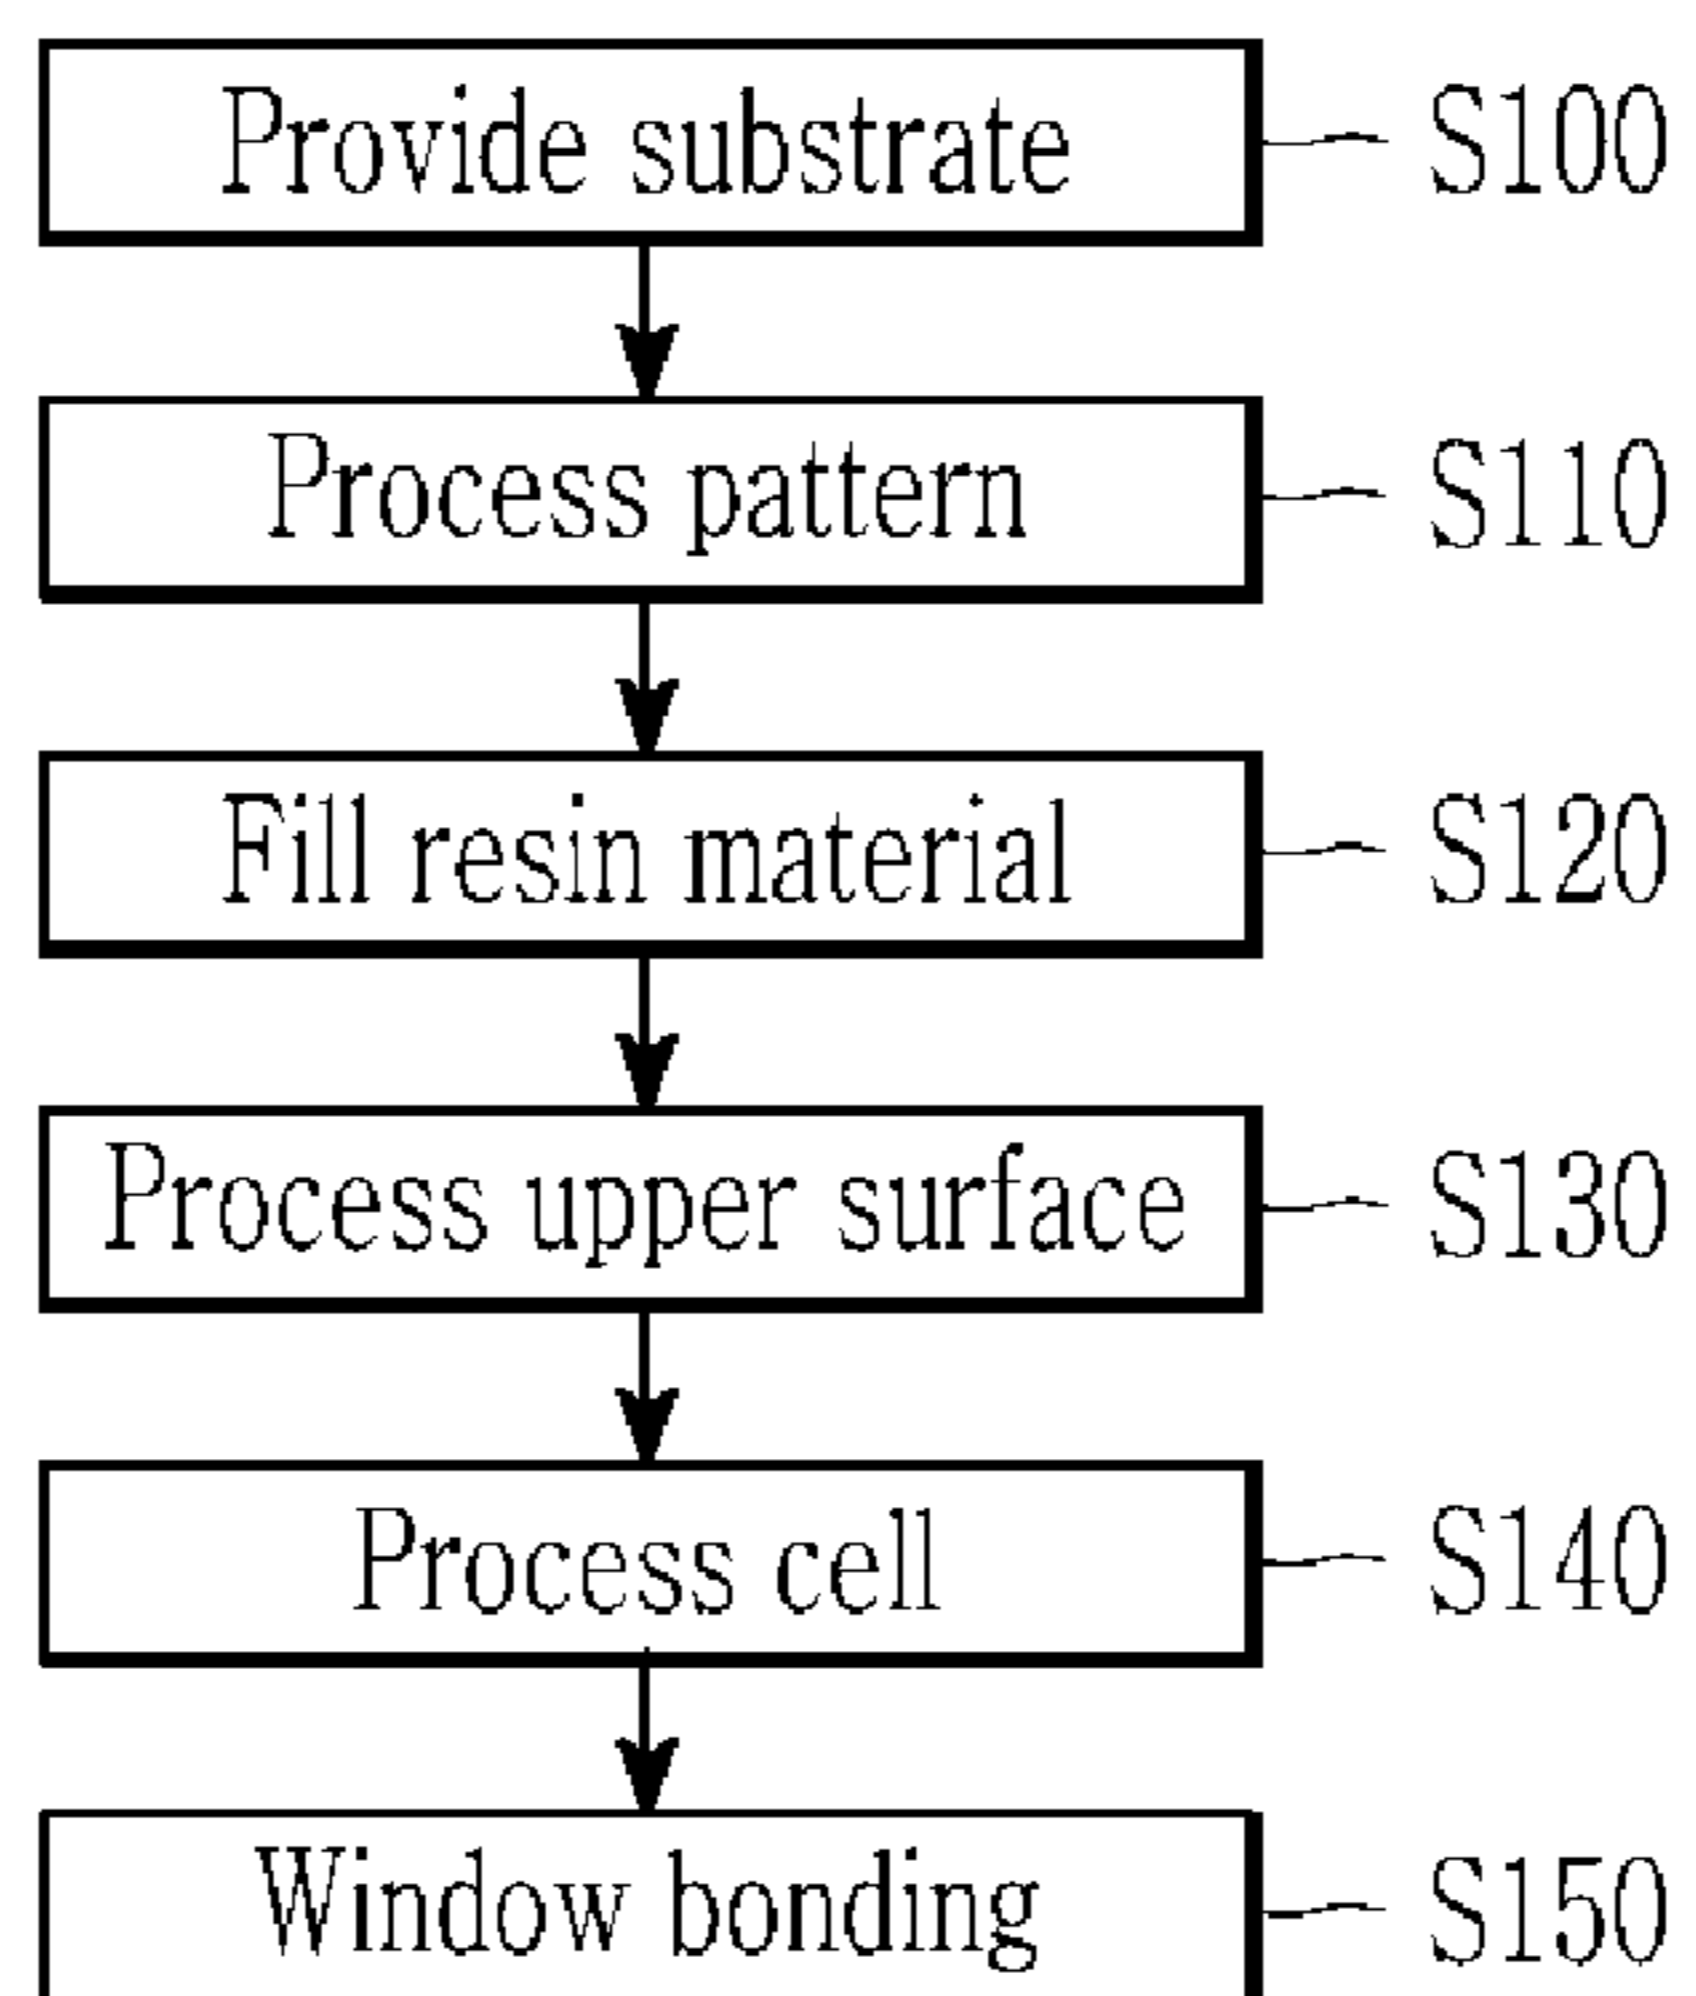 Provide substrate S100
Process pattern S110
Fill resin material S120
Process upper surface S130
Process cell S140
Window bonding S150